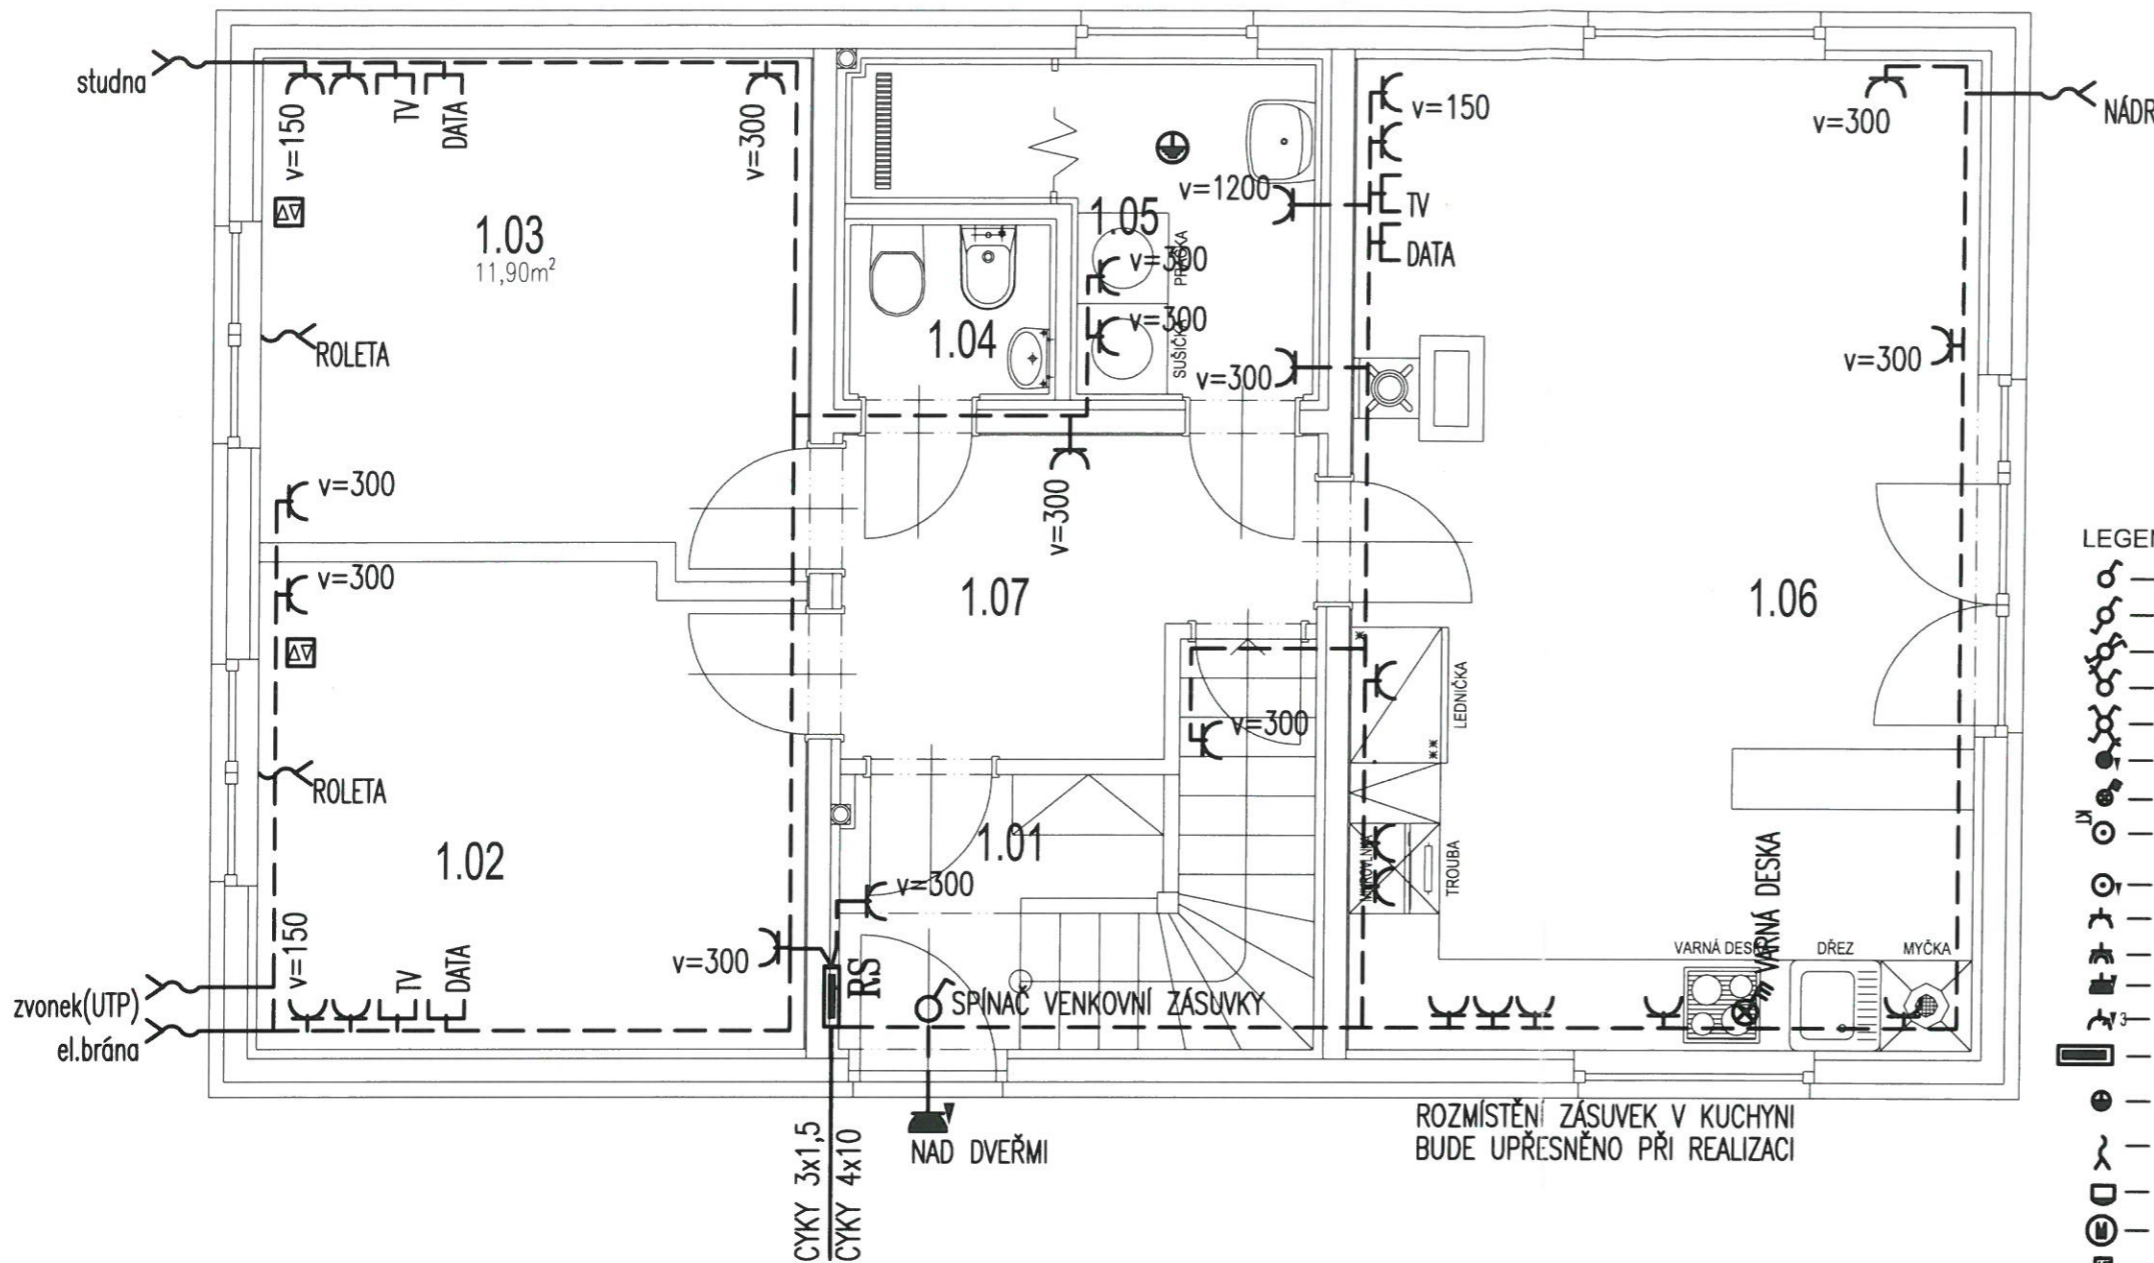 studna
v=150
TV
DATA
v=300
v=150
v=300
NÁDR
1.03
11,90m²
v=1200
1.05
TV
DATA
v=300
PRAČKA
v=300
SUŠIČKA
1.04
v=300
v=300
ROLETA
v=300
v=300
v=300
1.07
1.06
LEGEN
LEDNIČKA
v=300
ROLETA
1.02
1.01
v=300
TROUBA
VARNÁ DESKA
KT
v=150
TV
DATA
v=300
RS
VARNÁ DESKA
DŘEZ
MYČKA
zvonek(UTP)
SPÍNAČ VENKOVNÍ ZÁSUVKY
el.brána
3
NAD DVEŘMI
CYKY 3x1,5
CYKY 4x10
ROZMÍSTĚNÍ ZÁSUVEK V KUCHYNI
BUDE UPŘESNĚNO PŘI REALIZACI
M